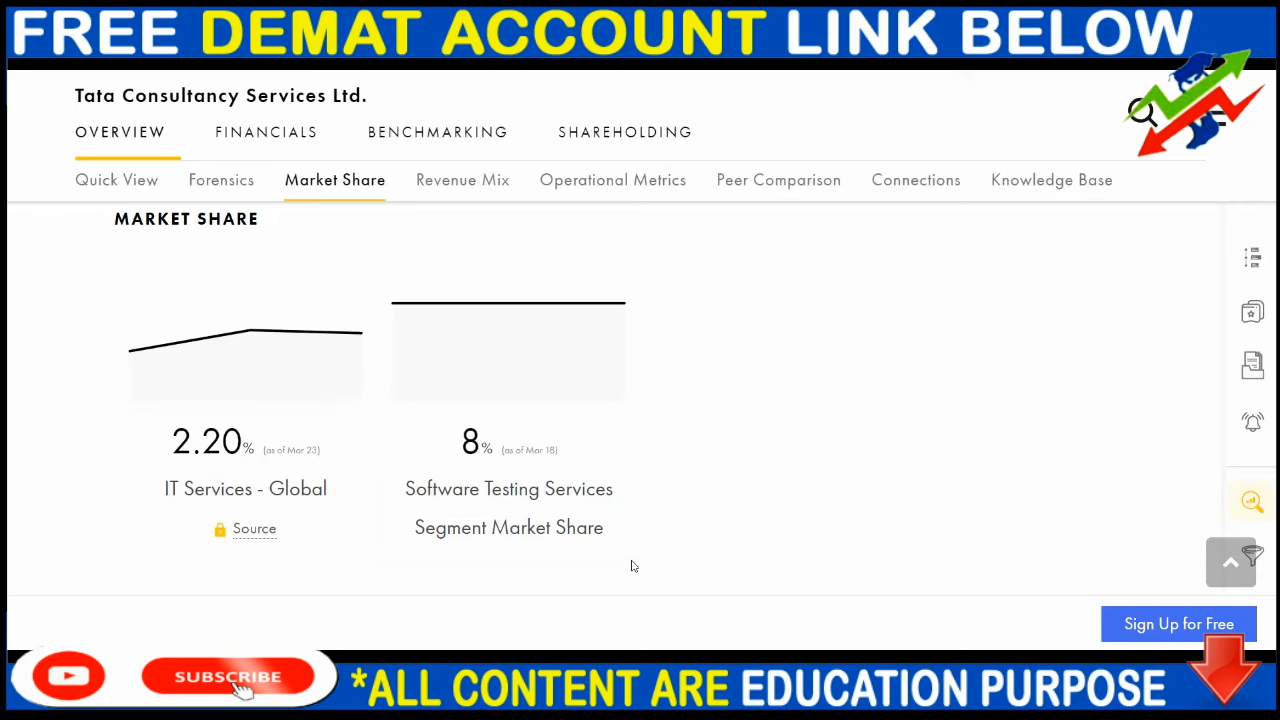 FREE DEMAT ACCOUNT LINK BELOW
Tata Consultancy Services Ltd.
OVERVIEW FINANCIALS BENCHMARKING SHAREHOLDING
Quick View Forensics Market Share Revenue Mix Operational Metrics Peer Comparison Connections Knowledge Base
MARKET SHARE
2.20% (as of Mar 23) 8% (as of Mar 18)
IT Services - Global Software Testing Services
Source Segment Market Share
Sign Up for Free
SUBSCRIBE
*ALL CONTENT ARE EDUCATION PURPOSE